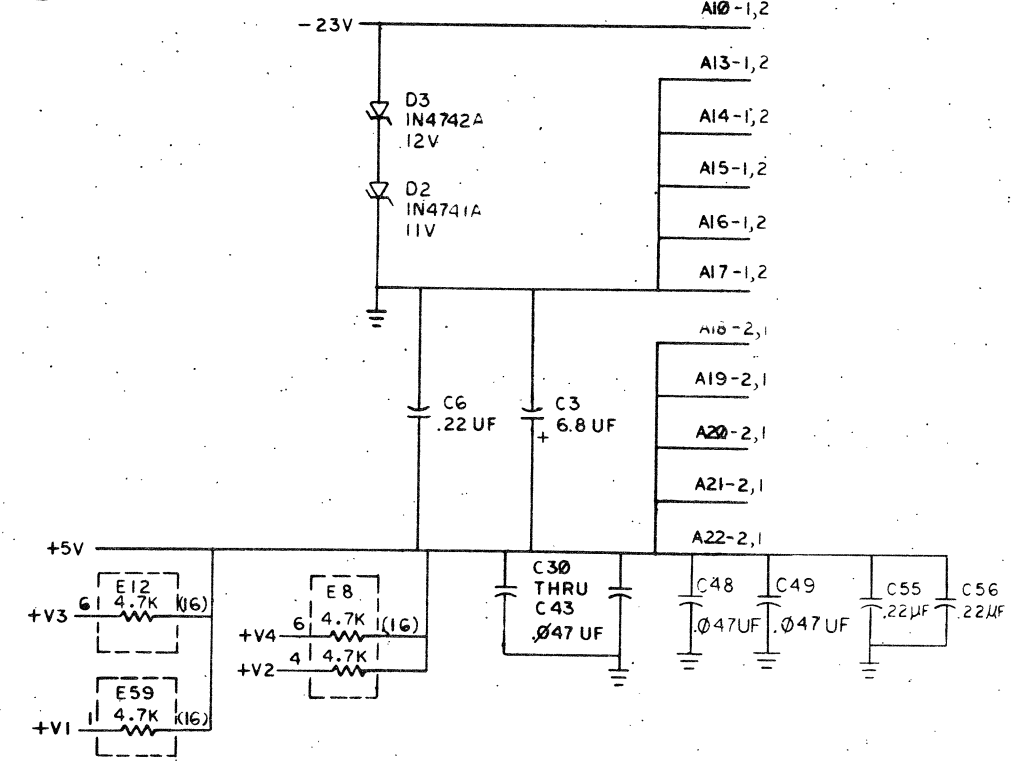 A10-1,2
-23V
A13-1,2
D3
1N4742A
12V
A14-1,2
A15-1,2
D2
1N4741A
11V
A16-1,2
A17-1,2
A18-2,1
A19-2,1
C6
.22 UF
C3
6.8 UF
+
A20-2,1
A21-2,1
A22-2,1
+5V
E12
4.7K
6
(16)
+V3
E8
4.7K
6
(16)
+V4
4.7K
4
+V2
C30
THRU
C43
.047 UF
C48
.047UF
C49
.047 UF
C55
.22µF
C56
.22µF
E59
4.7K
1
(16)
+V1